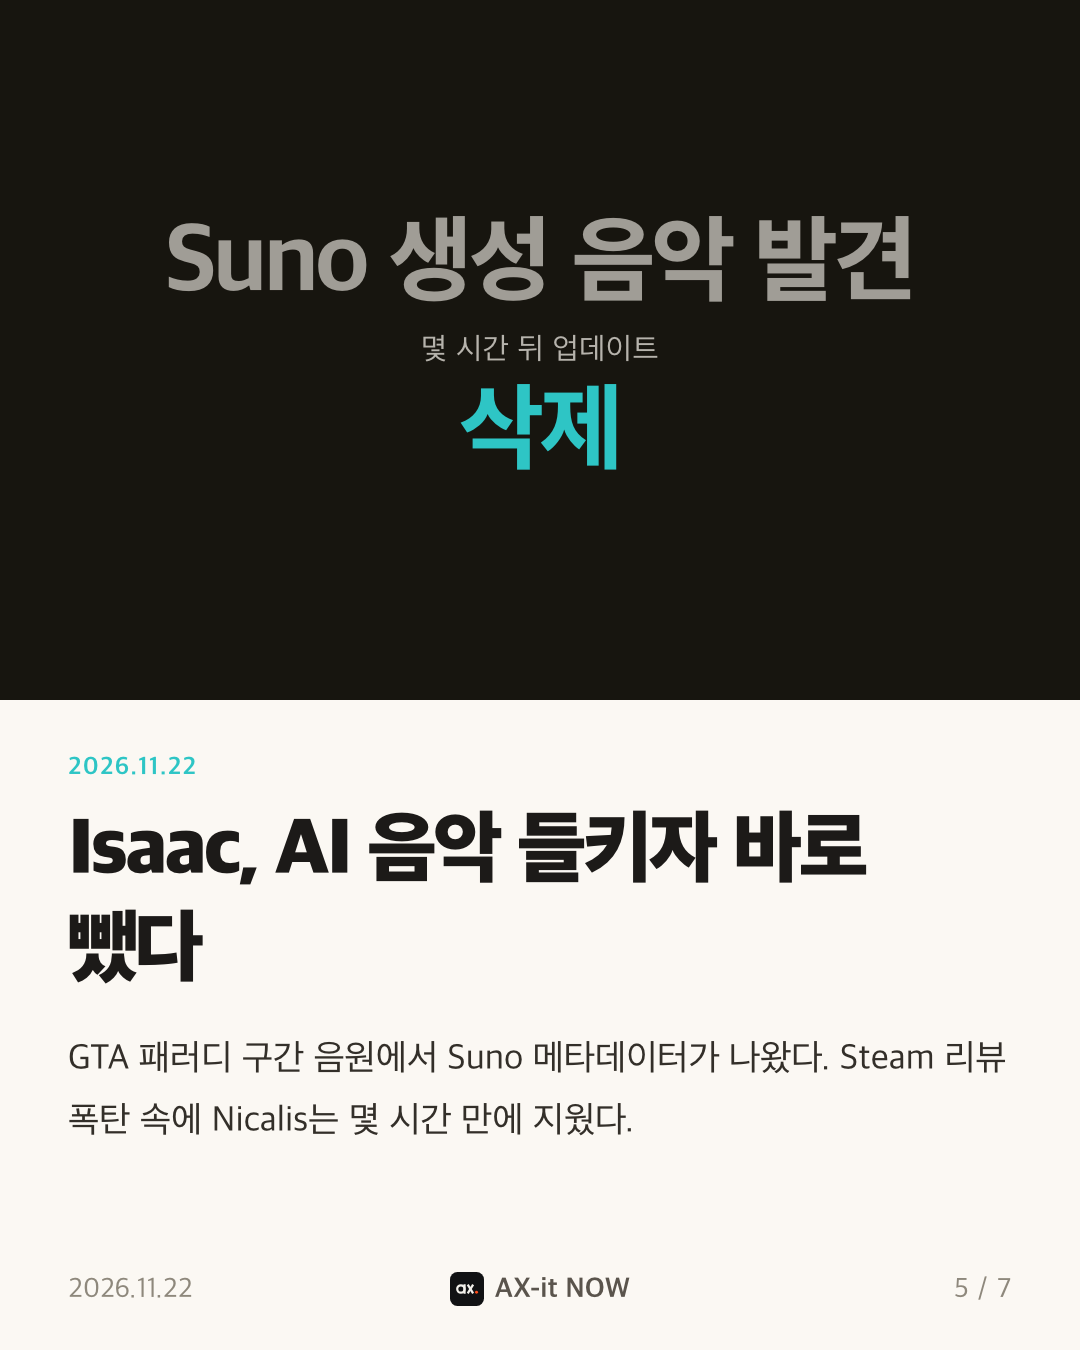 Suno 생성 음악 발견
몇 시간 뒤 업데이트
삭제
2026.11.22
Isaac, AI 음악 들키자 바로
뺐다
GTA 패러디 구간 음원에서 Suno 메타데이터가 나왔다. Steam 리뷰
폭탄 속에 Nicalis는 몇 시간 만에 지웠다.
2026.11.22
ax. AX-it NOW
5 / 7